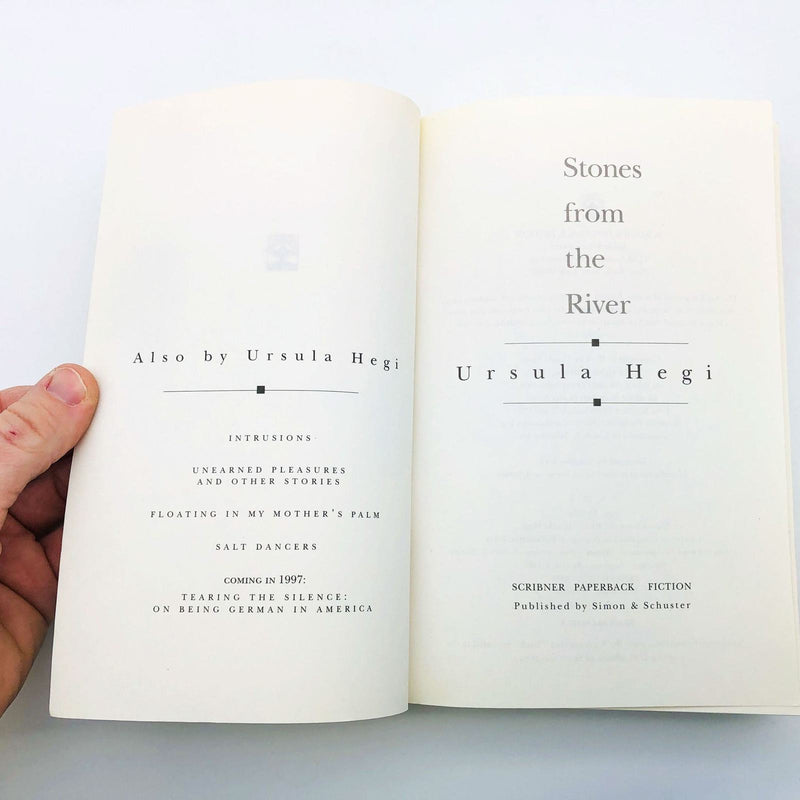 Also by Ursula Hegi
INTRUSIONS
UNEARNED PLEASURES
AND OTHER STORIES
FLOATING IN MY MOTHER'S PALM
SALT DANCERS
COMING IN 1997:
TEARING THE SILENCE:
ON BEING GERMAN IN AMERICA
Stones
from
the
River
Ursula Hegi
SCRIBNER PAPERBACK FICTION
Published by Simon & Schuster